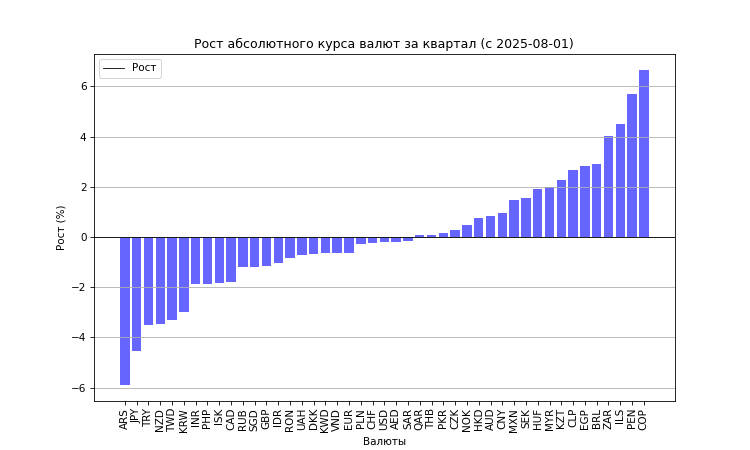 Рост абсолютного курса валют за квартал (с 2025-08-01)
Рост
6
4
2
0
−2
−4
−6
Рост (%)
ARS JPY TRY NZD TWD KRW INR PHP ISK CAD RUB SGD GBP IDR RON UAH DKK KWD VND EUR PLN CHF USD AED SAR QAR THB PKR CZK NOK HKD AUD CNY MXN SEK HUF MYR KZT CLP EGP BRL ZAR ILS PEN COP
Валюты